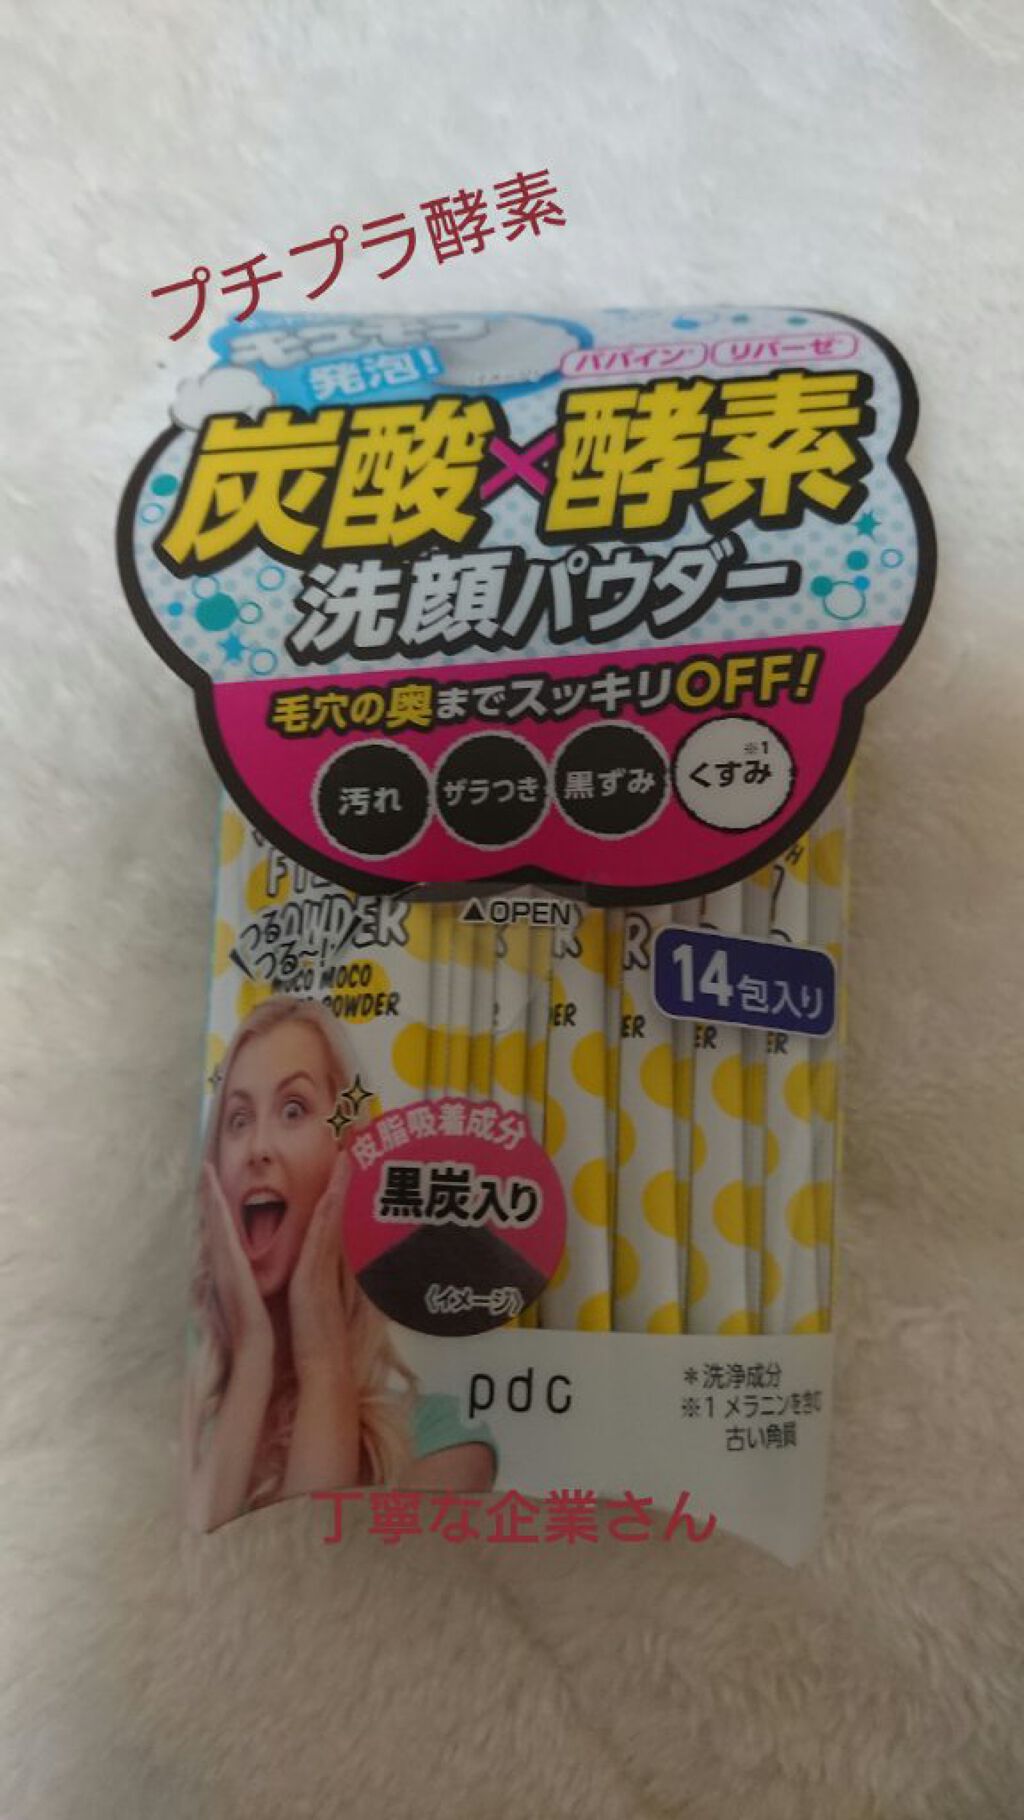 プチプラ酵素
モコモコ
発泡!
パパイン* リパーゼ*
炭酸×酵素
洗顔パウダー
毛穴の奥までスッキリOFF!
汚れ ザラつき 黒ずみ ※1 くすみ
▲OPEN
つる
つる~!
MOCO MOCO
POWDER
14包入り
皮脂吸着成分
黒炭入り
《イメージ》
pdc
*洗浄成分
※1 メラニンを含む
古い角質
丁寧な企業さん